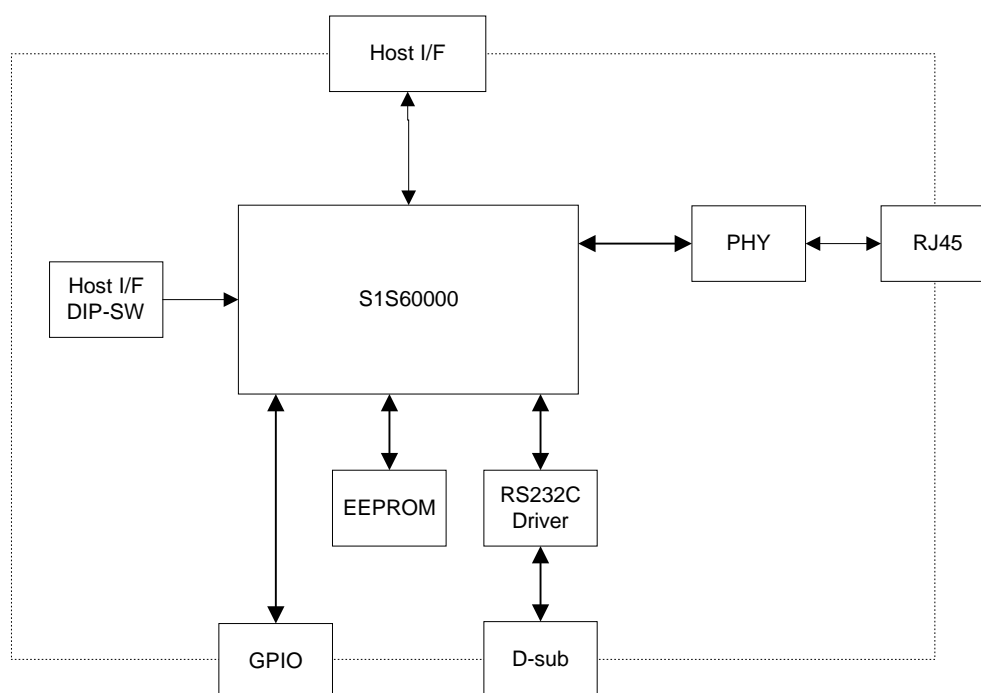 Host I/F
PHY
RJ45
Host I/F
DIP-SW
S1S60000
EEPROM
RS232C
Driver
GPIO
D-sub